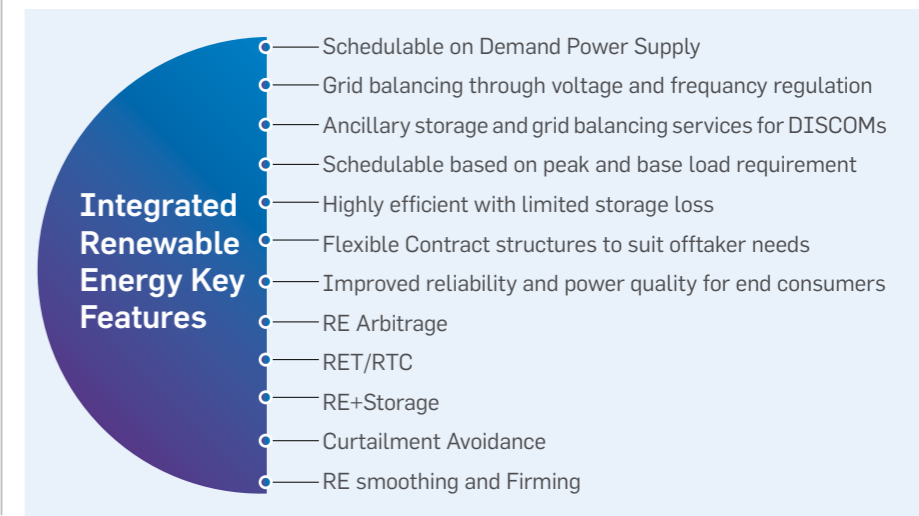 Integrated
Renewable
Energy Key
Features
Schedulable on Demand Power Supply
Grid balancing through voltage and frequancy regulation
Ancillary storage and grid balancing services for DISCOMs
Schedulable based on peak and base load requirement
Highly efficient with limited storage loss
Flexible Contract structures to suit offtaker needs
Improved reliability and power quality for end consumers
RE Arbitrage
RET/RTC
RE+Storage
Curtailment Avoidance
RE smoothing and Firming